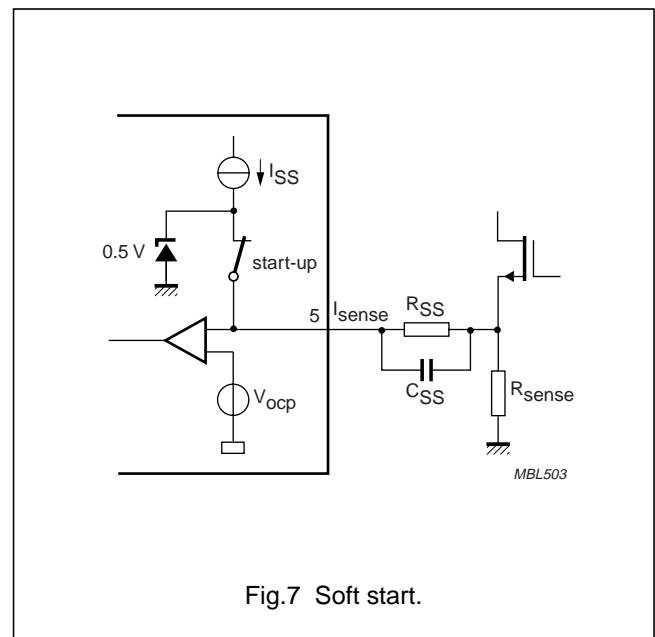 I_SS
0.5 V
start-up
5 I_sense
R_SS
C_SS
V_ocp
R_sense
MBL503
Fig.7 Soft start.